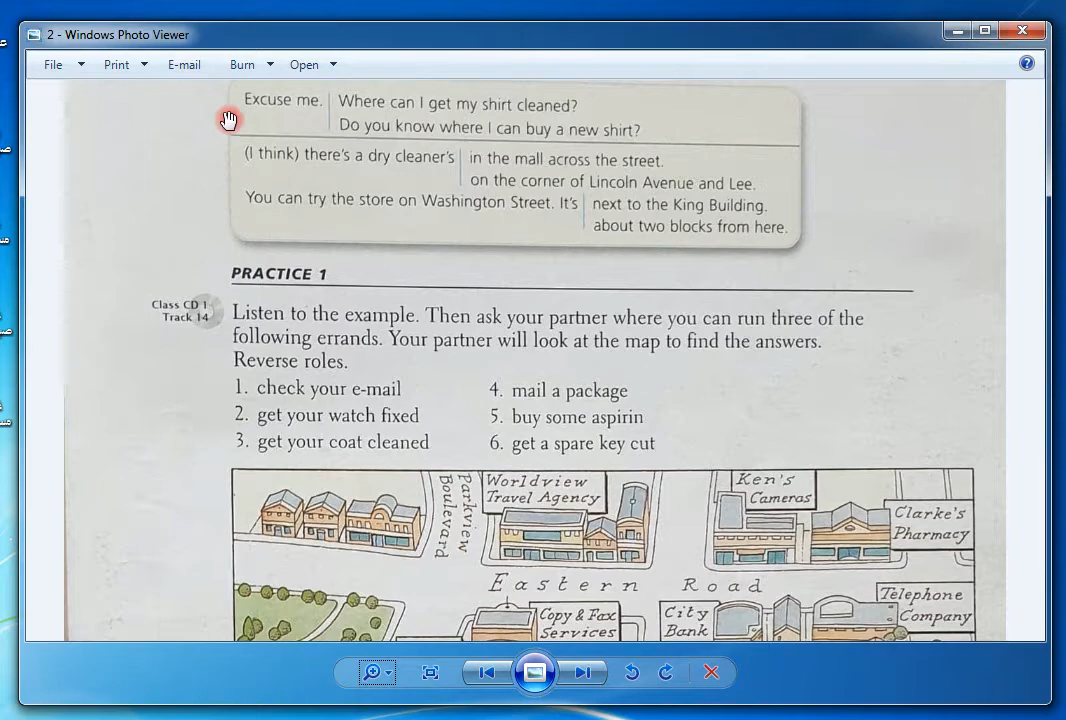 2 - Windows Photo Viewer
File Print E-mail Burn Open
Excuse me. Where can I get my shirt cleaned?
Do you know where I can buy a new shirt?
(I think) there's a dry cleaner's in the mall across the street.
on the corner of Lincoln Avenue and Lee.
You can try the store on Washington Street. It's next to the King Building.
about two blocks from here.
PRACTICE 1
Class CD 1
Track 14
Listen to the example. Then ask your partner where you can run three of the
following errands. Your partner will look at the map to find the answers.
Reverse roles.
1. check your e-mail
2. get your watch fixed
3. get your coat cleaned
4. mail a package
5. buy some aspirin
6. get a spare key cut
Parkview
Boulevard
Worldview
Travel Agency
Ken's
Cameras
Clarke's
Pharmacy
Eastern Road
Copy & Fax
Services
City
Bank
Telephone
Company